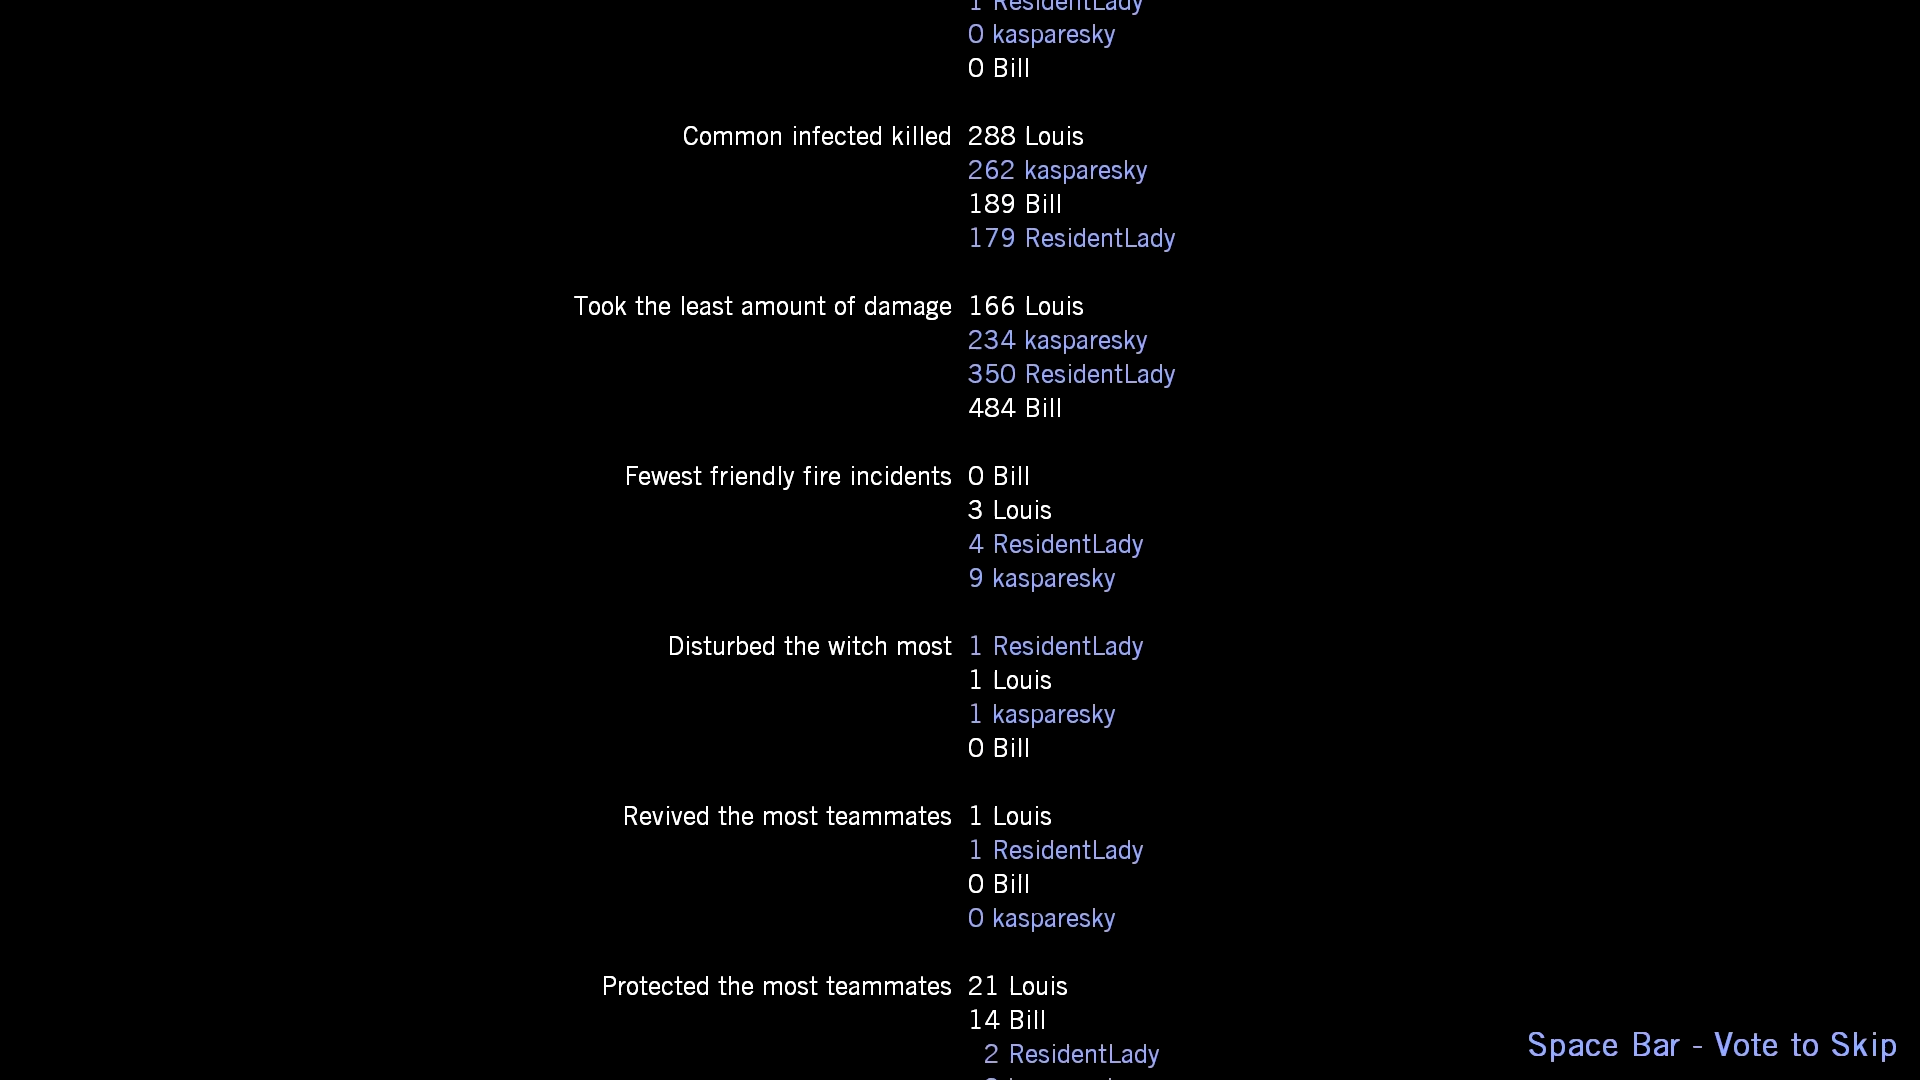 1 ResidentLady
0 kasparesky
0 Bill
Common infected killed 288 Louis
262 kasparesky
189 Bill
179 ResidentLady
Took the least amount of damage 166 Louis
234 kasparesky
350 ResidentLady
484 Bill
Fewest friendly fire incidents 0 Bill
3 Louis
4 ResidentLady
9 kasparesky
Disturbed the witch most 1 ResidentLady
1 Louis
1 kasparesky
0 Bill
Revived the most teammates 1 Louis
1 ResidentLady
0 Bill
0 kasparesky
Protected the most teammates 21 Louis
14 Bill
2 ResidentLady
Space Bar - Vote to Skip